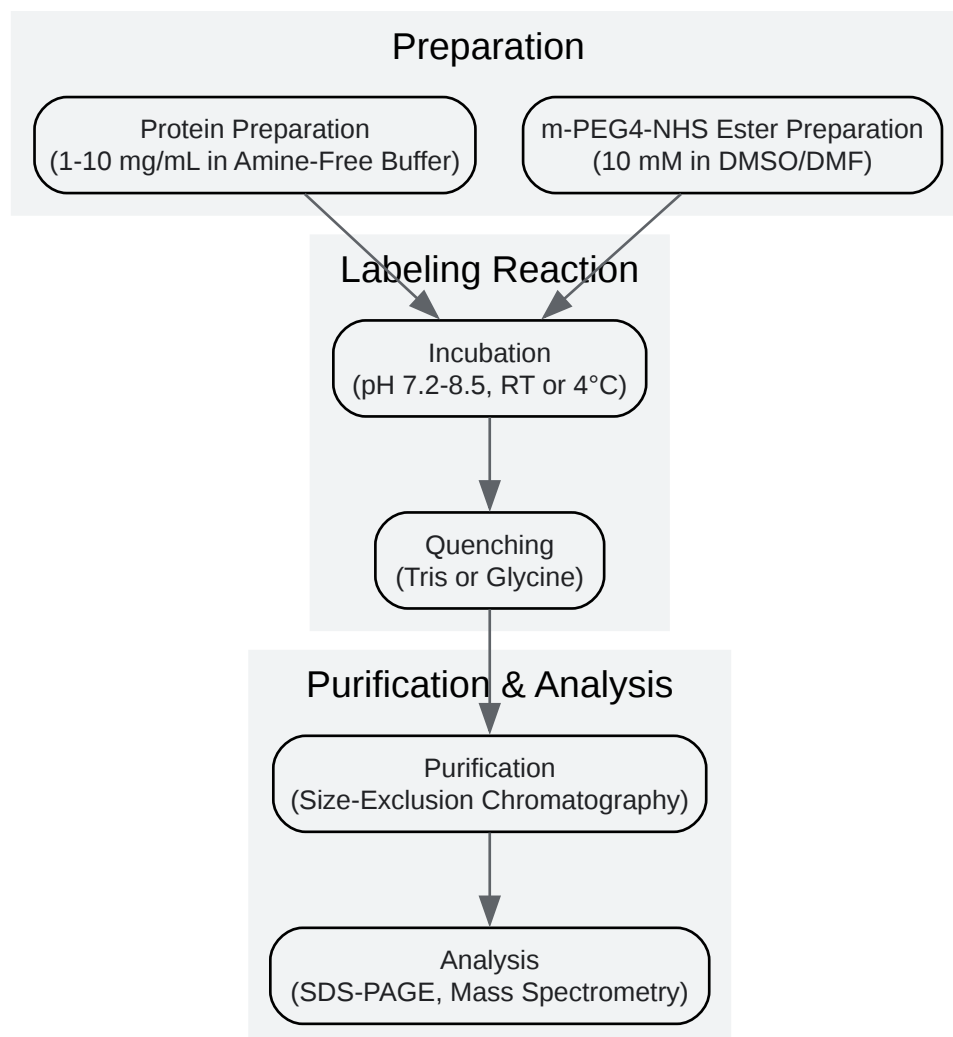 Preparation
Protein Preparation
(1-10 mg/mL in Amine-Free Buffer)
m-PEG4-NHS Ester Preparation
(10 mM in DMSO/DMF)
Labeling Reaction
Incubation
(pH 7.2-8.5, RT or 4°C)
Quenching
(Tris or Glycine)
Purification & Analysis
Purification
(Size-Exclusion Chromatography)
Analysis
(SDS-PAGE, Mass Spectrometry)